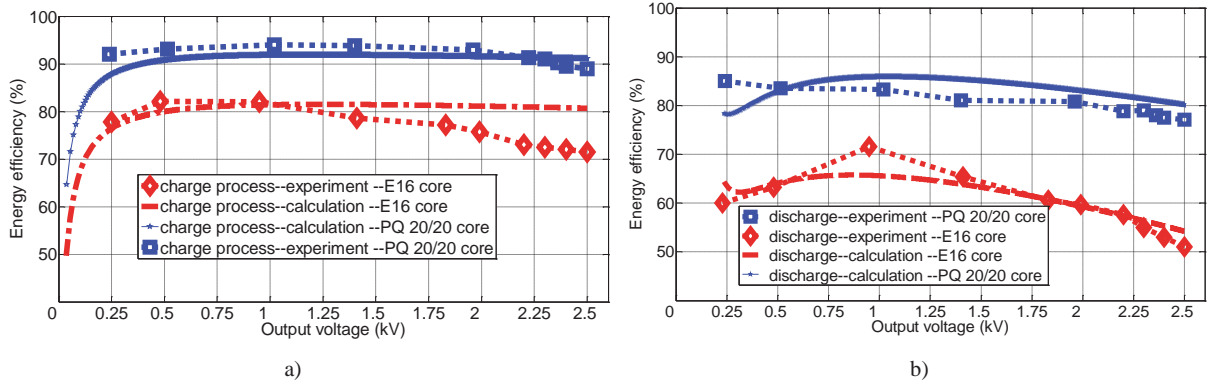 100
90
80
70
60
50
40
0 0.25 0.5 0.75 1 1.25 1.5 1.75 2 2.25 2.5
Energy efficiency (%)
Output voltage (kV)
charge process--experiment --E16 core
charge process--calculation --E16 core
charge process--calculation --PQ 20/20 core
charge process--experiment --PQ 20/20 core
a)
100
90
80
70
60
50
40
0 0.25 0.5 0.75 1 1.25 1.5 1.75 2 2.25 2.5
Energy efficiency (%)
Output voltage (kV)
discharge--experiment --PQ 20/20 core
discharge--experiment --E16 core
discharge--calculation --E16 core
discharge--calculation --PQ 20/20 core
b)